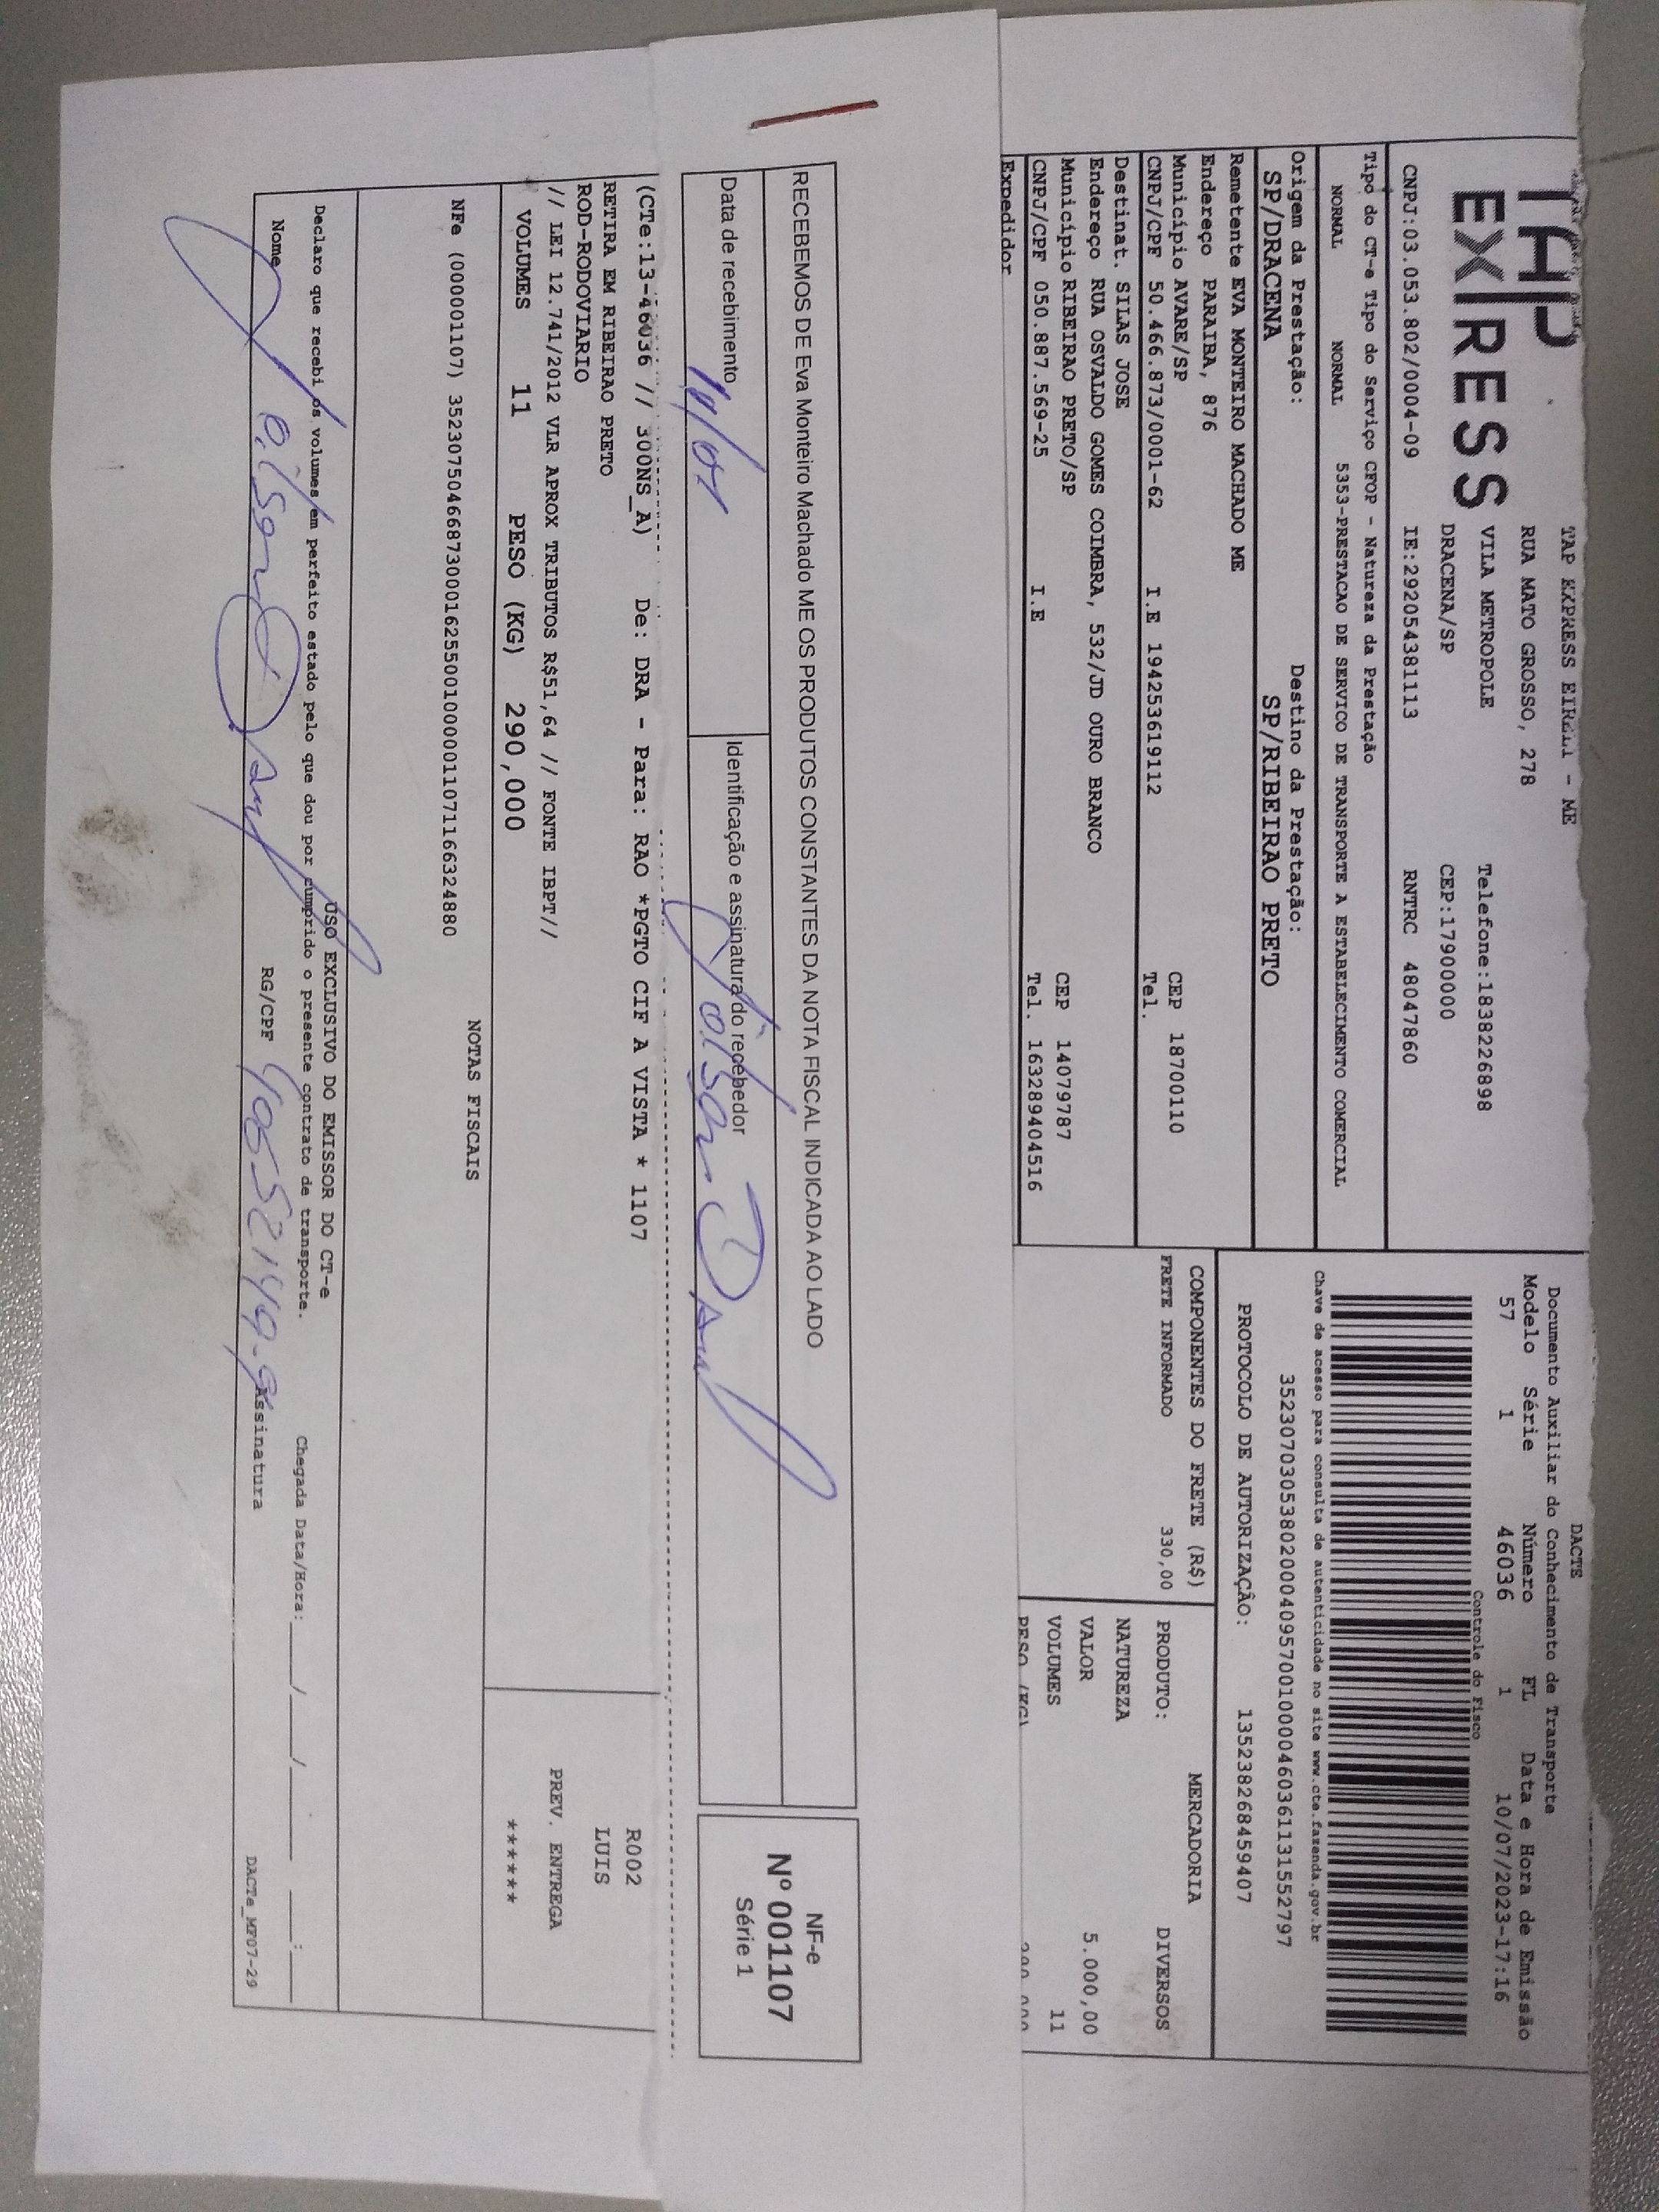 TAP
EXPRESS
TAP EXPRESS EIRELI - ME
RUA MATO GROSSO, 278
VILA METROPOLE Telefone:1838226898
DRACENA/SP CEP:17900000
CNPJ:03.053.802/0004-09 IE:292054381113 RNTRC 48047860
Tipo do CT-e Tipo do Serviço CFOP - Natureza da Prestação
NORMAL NORMAL 5353-PRESTACAO DE SERVICO DE TRANSPORTE A ESTABELECIMENTO COMERCIAL
Origem da Prestação: Destino da Prestação:
SP/DRACENA SP/RIBEIRAO PRETO
Remetente EVA MONTEIRO MACHADO ME
Endereço PARAIBA, 876
Município AVARE/SP CEP 18700110
CNPJ/CPF 50.466.873/0001-62 I.E 194253619112 Tel.
Destinat. SILAS JOSE
Endereço RUA OSVALDO GOMES COIMBRA, 532/JD OURO BRANCO
Município RIBEIRAO PRETO/SP CEP 14079787
CNPJ/CPF 050.887.569-25 I.E Tel. 1632894045 16
Expedidor
DACTE
Documento Auxiliar do Conhecimento de Transporte
Modelo Série Número FL Data e Hora de Emissão
57 1 46036 1 10/07/2023-17:16
Controle do Fisco
Chave de acesso para consulta de autenticidade no site www.cte.fazenda.gov.br
35230703053802000409570010000460361131552797
PROTOCOLO DE AUTORIZAÇÃO: 135238268459407
COMPONENTES DO FRETE (R$)
FRETE INFORMADO 330,00
MERCADORIA
PRODUTO: DIVERSOS
NATUREZA
VALOR 5.000,00
VOLUMES 11
PESO (KG)
RECEBEMOS DE Eva Monteiro Machado ME OS PRODUTOS CONSTANTES DA NOTA FISCAL INDICADA AO LADO
Data de recebimento Identificação e assinatura do recebedor
NF-e
Nº 001107
Série 1
(CTe:13-46036 // 300NS_A) De: DRA - Para: RAO *PGTO CIF A VISTA * 1107
RETIRA EM RIBEIRAO PRETO
ROD-RODOVIARIO
// LEI 12.741/2012 VLR APROX TRIBUTOS R$51,64 // FONTE IBPT//
VOLUMES 11 PESO (KG) 290,000
R002
LUIS
PREV. ENTREGA
*******
NOTAS FISCAIS
NFe (000001107) 35230750466873000162550010000011071166324880
USO EXCLUSIVO DO EMISSOR DO CT-e
Declaro que recebi os volumes em perfeito estado pelo que dou por cumprido o presente contrato de transporte. Chegada Data/Hora:____/____/______ ____:____
Nome RG/CPF Assinatura
DACTe_MF07-29